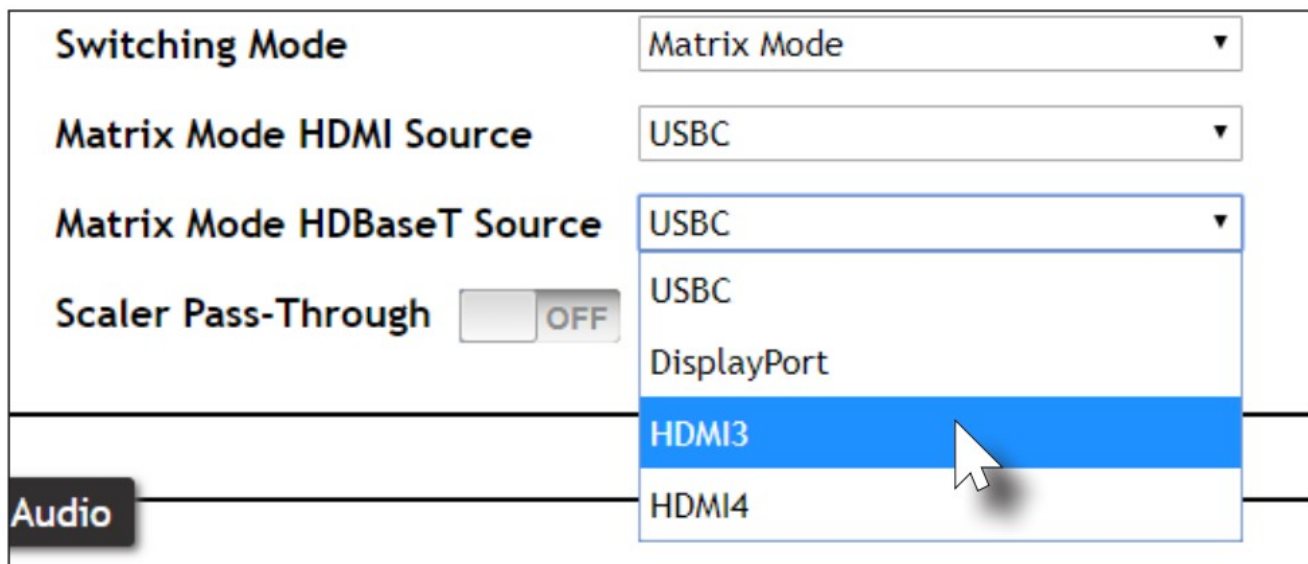 Switching Mode Matrix Mode
Matrix Mode HDMI Source USBC
Matrix Mode HDBaseT Source USBC
USBC
Scaler Pass-Through OFF
DisplayPort
HDMI3
HDMI4
Audio